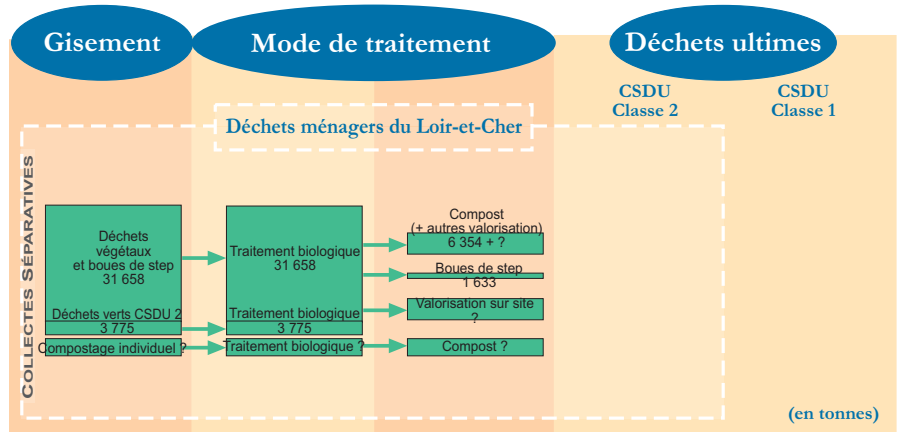 Gisement
Mode de traitement
Déchets ultimes
CSDU
Classe 2
CSDU
Classe 1
Déchets ménagers du Loir-et-Cher
COLLECTES SÉPARATIVES
Déchets
végétaux
et boues de step
31 658
Traitement biologique
31 658
Compost
(+ autres valorisation)
6 354 + ?
Boues de step
1 633
Déchets verts CSDU 2
3 775
Traitement biologique
3 775
Valorisation sur site
?
Compostage individuel ?
Traitement biologique ?
Compost ?
(en tonnes)